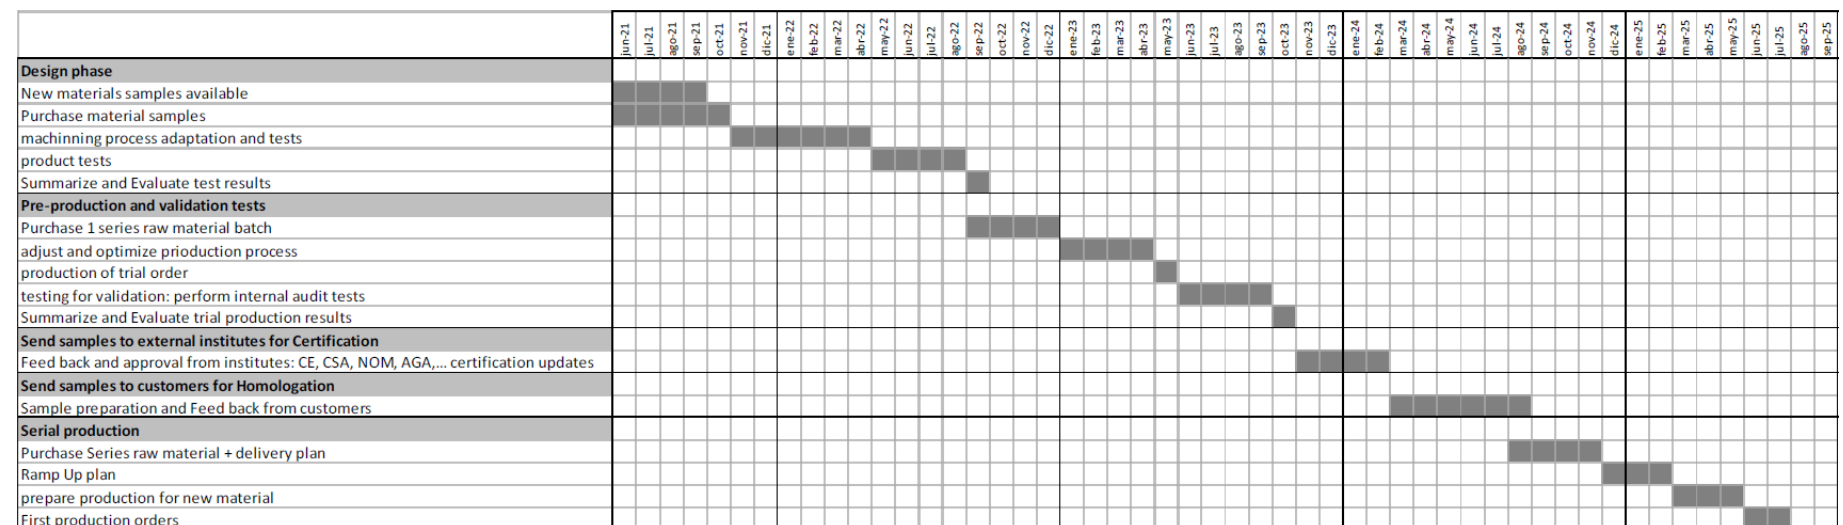 jun-21 jul-21 ago-21 sep-21 oct-21 nov-21 dic-21 ene-22 feb-22 mar-22 abr-22 may-22 jun-22 jul-22 ago-22 sep-22 oct-22 nov-22 dic-22 ene-23 feb-23 mar-23 abr-23 may-23 jun-23 jul-23 ago-23 sep-23 oct-23 nov-23 dic-23 ene-24 feb-24 mar-24 abr-24 may-24 jun-24 jul-24 ago-24 sep-24 oct-24 nov-24 dic-24 ene-25 feb-25 mar-25 abr-25 may-25 jun-25 jul-25 ago-25 sep-25
Design phase
New materials samples available
Purchase material samples
machinning process adaptation and tests
product tests
Summarize and Evaluate test results
Pre-production and validation tests
Purchase 1 series raw material batch
adjust and optimize prioduction process
production of trial order
testing for validation: perform internal audit tests
Summarize and Evaluate trial production results
Send samples to external institutes for Certification
Feed back and approval from institutes: CE, CSA, NOM, AGA,... certification updates
Send samples to customers for Homologation
Sample preparation and Feed back from customers
Serial production
Purchase Series raw material + delivery plan
Ramp Up plan
prepare production for new material
First production orders